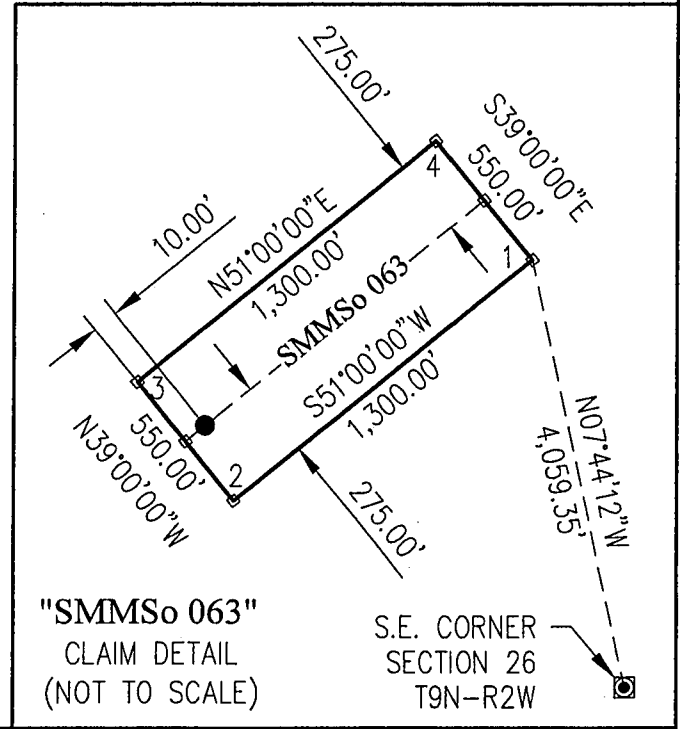 275.00'
S39°00'00"E
550.00'
4
10.00'
N51°00'00"E
1,300.00'
1
SMMSo 063
S51°00'00"W
1,300.00'
3
550.00'
N39°00'00"W
2
275.00'
N07°44'12"W
4,059.35'
"SMMSo 063"
CLAIM DETAIL
(NOT TO SCALE)
S.E. CORNER
SECTION 26
T9N-R2W